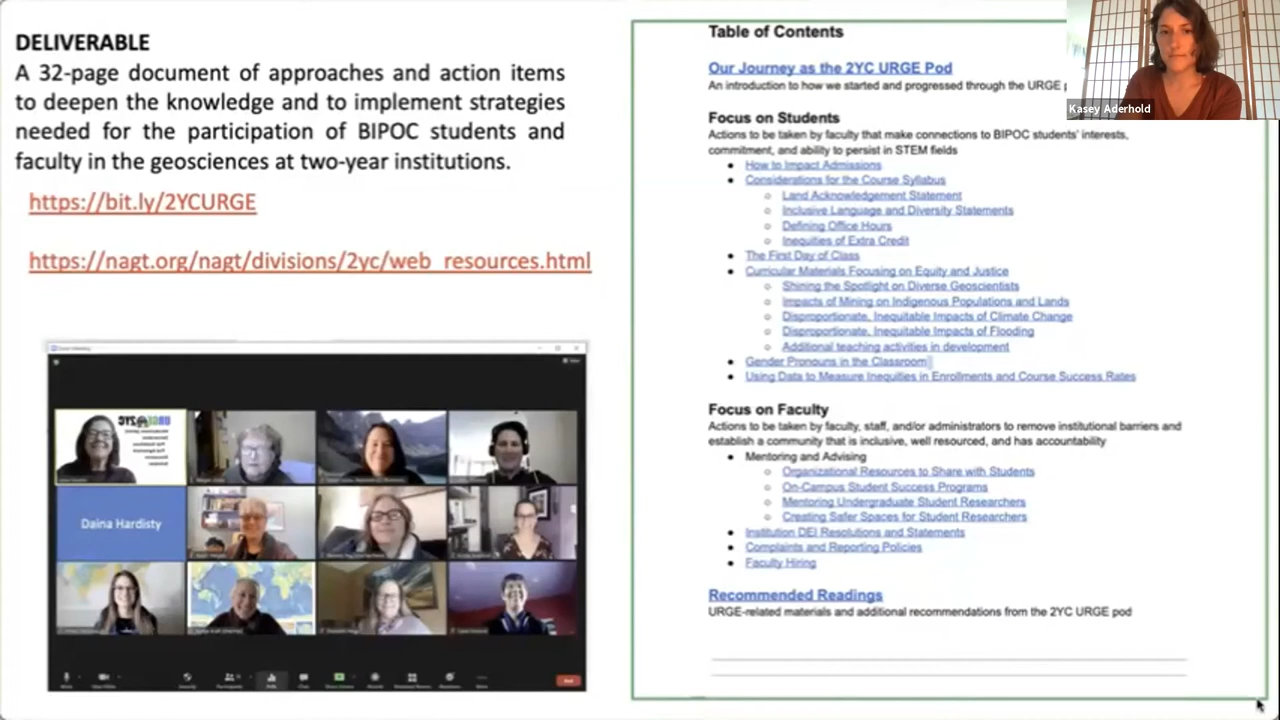 DELIVERABLE
A 32-page document of approaches and action items
to deepen the knowledge and to implement strategies
needed for the participation of BIPOC students and
faculty in the geosciences at two-year institutions.
https://bit.ly/2YCURGE
https://nagt.org/nagt/divisions/2yc/web_resources.html
Daina Hardisty
Table of Contents
Our Journey as the 2YC URGE Pod
An introduction to how we started and progressed through the URGE
Focus on Students
Actions to be taken by faculty that make connections to BIPOC students' interests,
commitment, and ability to persist in STEM fields
• How to Impact Admissions
• Considerations for the Course Syllabus
○ Land Acknowledgement Statement
○ Inclusive Language and Diversity Statements
○ Defining Office Hours
○ Inequities of Extra Credit
• The First Day of Class
• Curricular Materials Focusing on Equity and Justice
○ Shining the Spotlight on Diverse Geoscientists
○ Impacts of Mining on Indigenous Populations and Lands
○ Disproportionate, Inequitable Impacts of Climate Change
○ Disproportionate, Inequitable Impacts of Flooding
○ Additional teaching activities in development
• Gender Pronouns in the Classroom
• Using Data to Measure Inequities in Enrollments and Course Success Rates
Focus on Faculty
Actions to be taken by faculty, staff, and/or administrators to remove institutional barriers and
establish a community that is inclusive, well resourced, and has accountability
• Mentoring and Advising
○ Organizational Resources to Share with Students
○ On-Campus Student Success Programs
○ Mentoring Undergraduate Student Researchers
○ Creating Safer Spaces for Student Researchers
• Institution DEI Resolutions and Statements
• Complaints and Reporting Policies
• Faculty Hiring
Recommended Readings
URGE-related materials and additional recommendations from the 2YC URGE pod
Kasey Aderhold